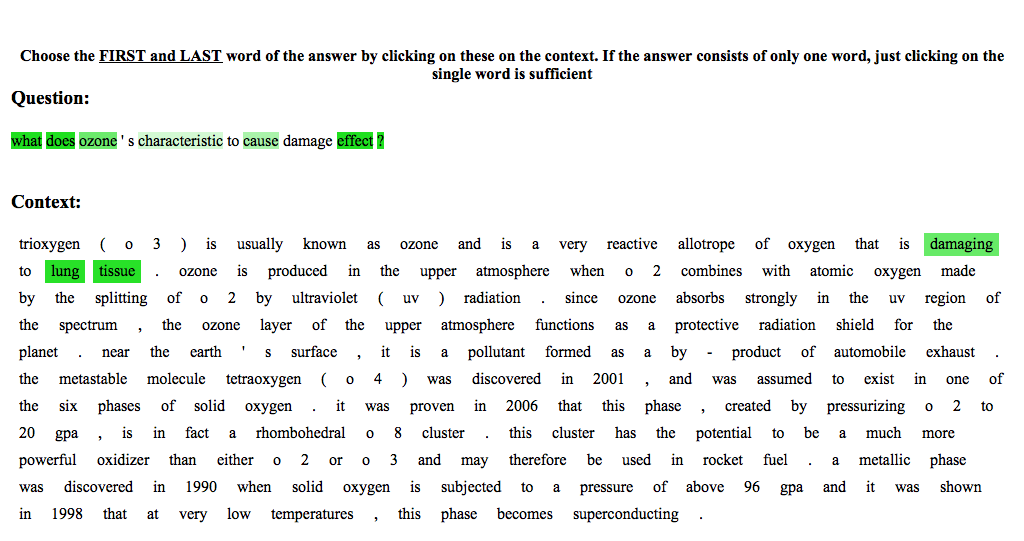 Choose the FIRST and LAST word of the answer by clicking on these on the context. If the answer consists of only one word, just clicking on the
single word is sufficient
Question:
what does ozone ' s characteristic to cause damage effect ?
Context:
trioxygen ( o 3 ) is usually known as ozone and is a very reactive allotrope of oxygen that is damaging
to lung tissue . ozone is produced in the upper atmosphere when o 2 combines with atomic oxygen made
by the splitting of o 2 by ultraviolet ( uv ) radiation . since ozone absorbs strongly in the uv region of
the spectrum , the ozone layer of the upper atmosphere functions as a protective radiation shield for the
planet . near the earth ' s surface , it is a pollutant formed as a by - product of automobile exhaust .
the metastable molecule tetraoxygen ( o 4 ) was discovered in 2001 , and was assumed to exist in one of
the six phases of solid oxygen . it was proven in 2006 that this phase , created by pressurizing o 2 to
20 gpa , is in fact a rhombohedral o 8 cluster . this cluster has the potential to be a much more
powerful oxidizer than either o 2 or o 3 and may therefore be used in rocket fuel . a metallic phase
was discovered in 1990 when solid oxygen is subjected to a pressure of above 96 gpa and it was shown
in 1998 that at very low temperatures , this phase becomes superconducting .